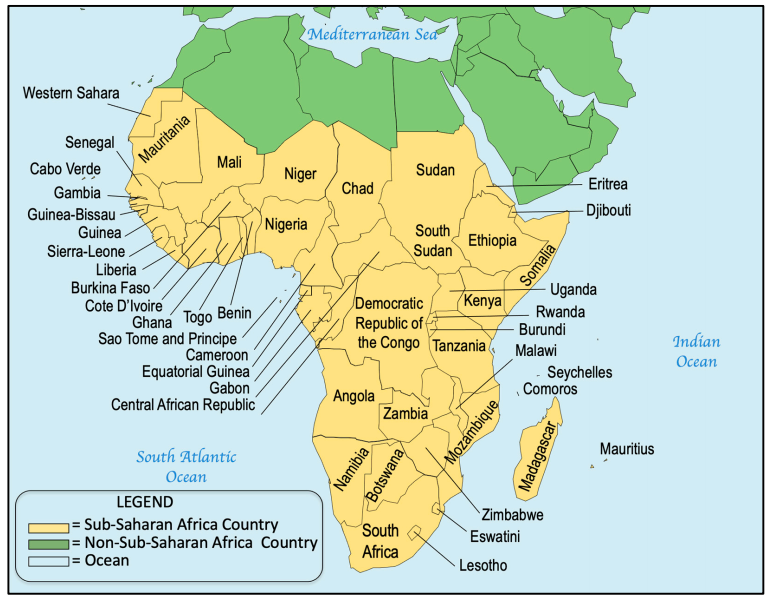 Mediterranean Sea
Western Sahara
Mauritania
Senegal
Mali
Niger
Chad
Sudan
Cabo Verde
Eritrea
Gambia
Djibouti
Guinea-Bissau
Nigeria
South
Sudan
Ethiopia
Guinea
Somalia
Sierra-Leone
Liberia
Burkina Faso
Uganda
Kenya
Cote D'Ivoire
Democratic
Republic of
the Congo
Rwanda
Ghana
Togo
Benin
Burundi
Sao Tome and Principe
Tanzania
Indian
Ocean
Cameroon
Malawi
Equatorial Guinea
Seychelles
Gabon
Comoros
Central African Republic
Angola
Zambia
Mozambique
Madagascar
Mauritius
South Atlantic
Ocean
Namibia
Botswana
LEGEND
= Sub-Saharan Africa Country
= Non-Sub-Saharan Africa Country
= Ocean
Zimbabwe
South
Africa
Eswatini
Lesotho